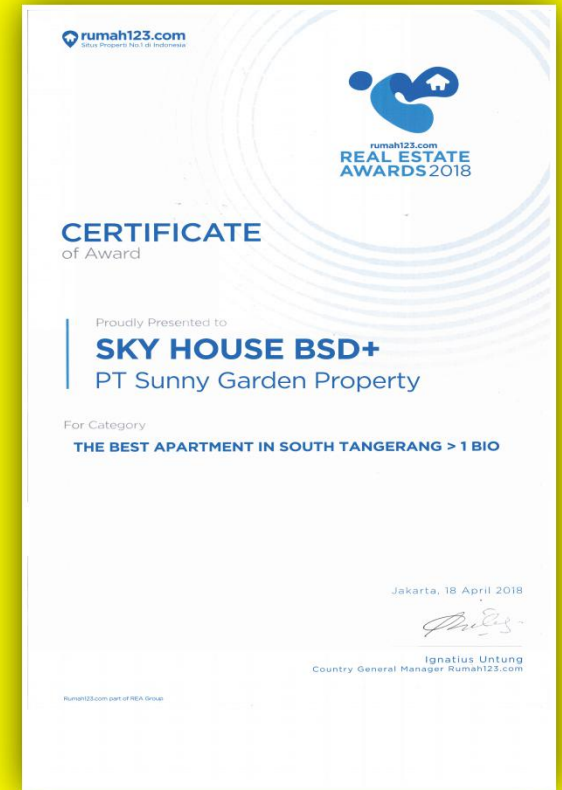 rumah123.com
Situs Properti No.1 di Indonesia
rumah123.com
REAL ESTATE
AWARDS 2018
CERTIFICATE
of Award
Proudly Presented to
SKY HOUSE BSD+
PT Sunny Garden Property
For Category
THE BEST APARTMENT IN SOUTH TANGERANG > 1 BIO
Jakarta, 18 April 2018
Ignatius Untung
Country General Manager Rumah123.com
Rumah123.com part of REA Group